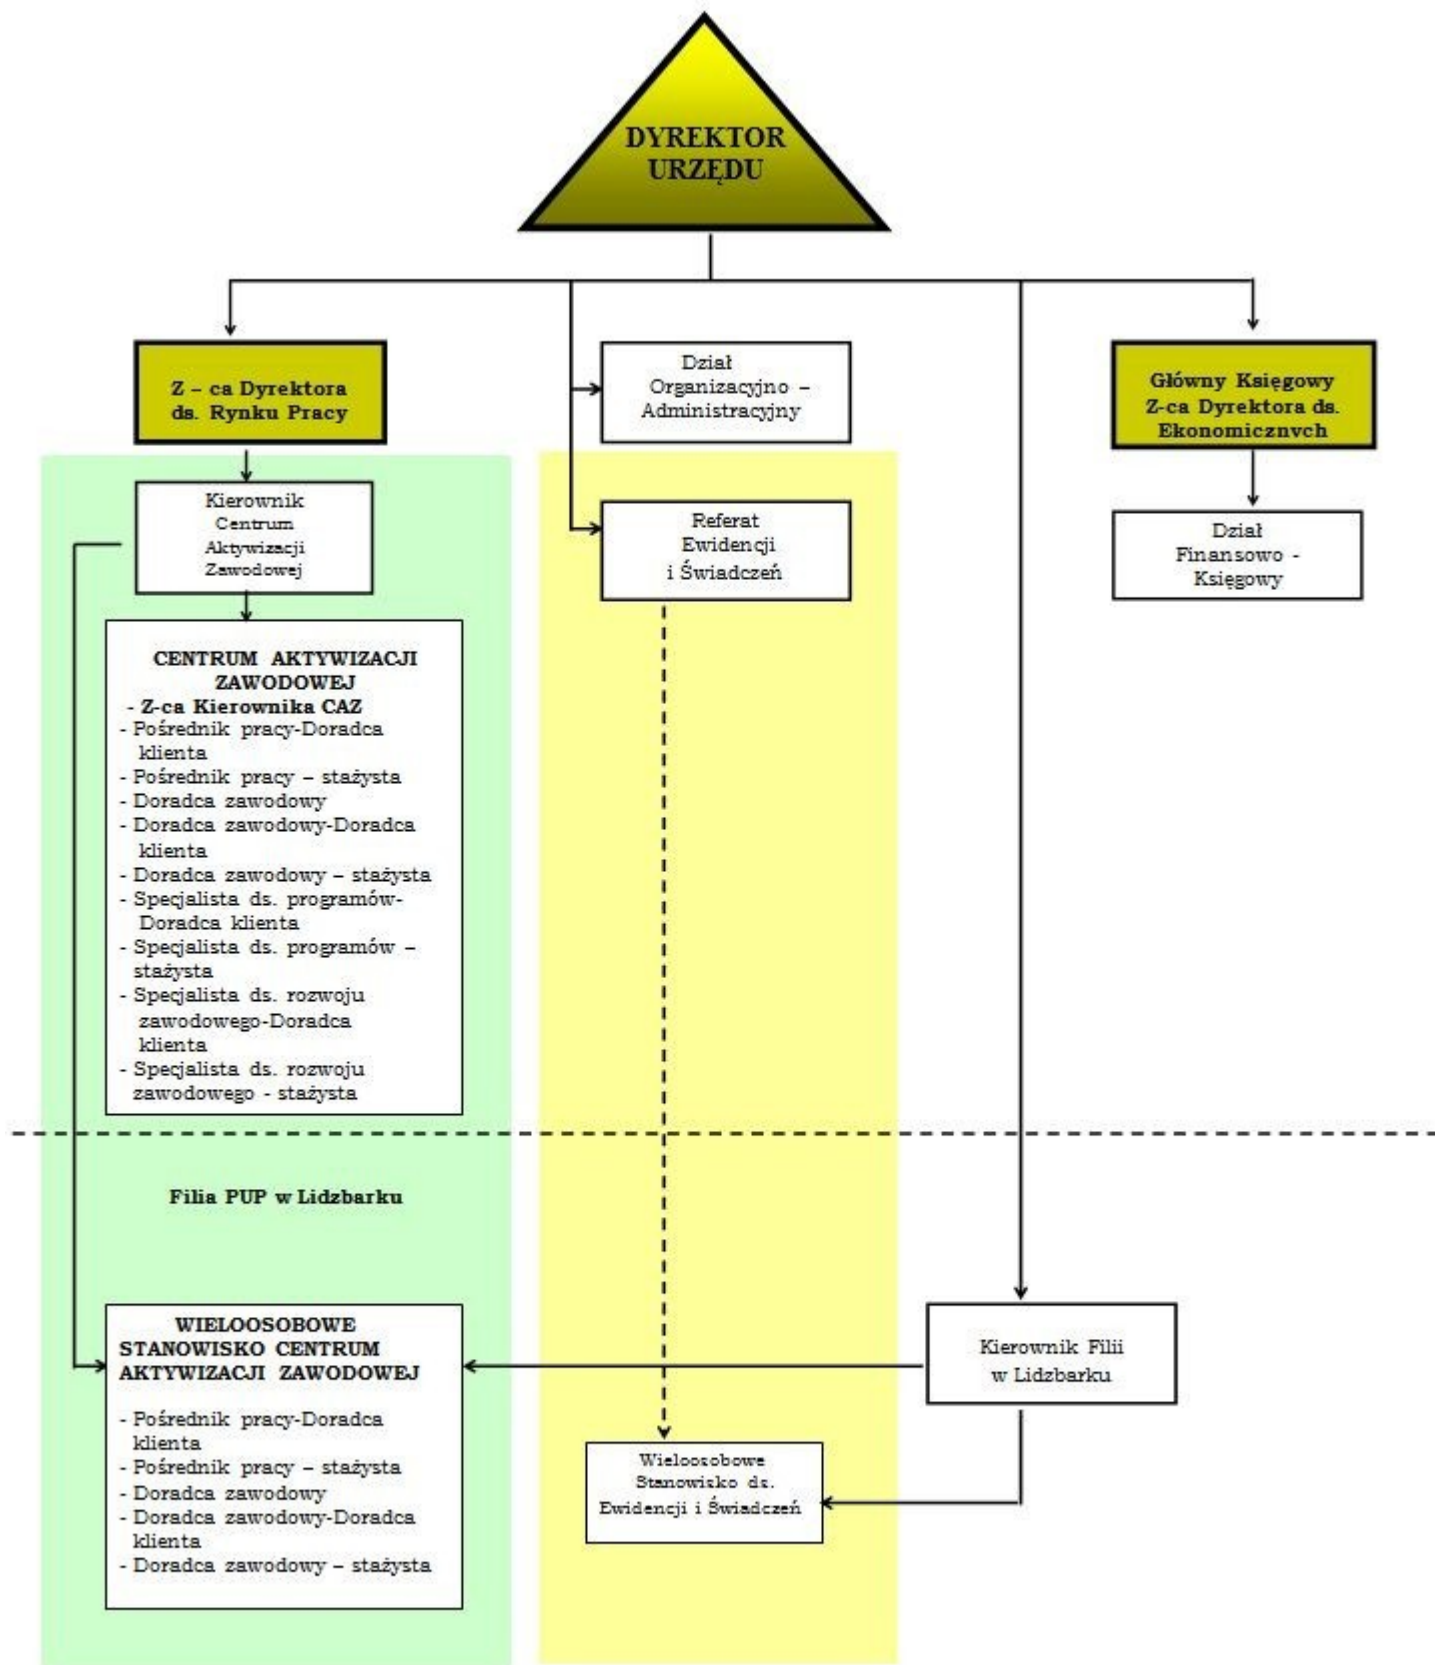 DYREKTOR
URZĘDU
Z – ca Dyrektora
ds. Rynku Pracy
Dział
Organizacyjno –
Administracyjny
Główny Księgowy
Z-ca Dyrektora ds.
Ekonomicznych
Kierownik
Centrum
Aktywizacji
Zawodowej
Referat
Ewidencji
i Świadczeń
Dział
Finansowo -
Księgowy
CENTRUM AKTYWIZACJI
ZAWODOWEJ
- Z-ca Kierownika CAZ
- Pośrednik pracy-Doradca
klienta
- Pośrednik pracy – stażysta
- Doradca zawodowy
- Doradca zawodowy-Doradca
klienta
- Doradca zawodowy – stażysta
- Specjalista ds. programów-
Doradca klienta
- Specjalista ds. programów –
stażysta
- Specjalista ds. rozwoju
zawodowego-Doradca
klienta
- Specjalista ds. rozwoju
zawodowego - stażysta
Filia PUP w Lidzbarku
WIELOOSOBOWE
STANOWISKO CENTRUM
AKTYWIZACJI ZAWODOWEJ
- Pośrednik pracy-Doradca
klienta
- Pośrednik pracy – stażysta
- Doradca zawodowy
- Doradca zawodowy-Doradca
klienta
- Doradca zawodowy – stażysta
Kierownik Filii
w Lidzbarku
Wieloosobowe
Stanowisko ds.
Ewidencji i Świadczeń